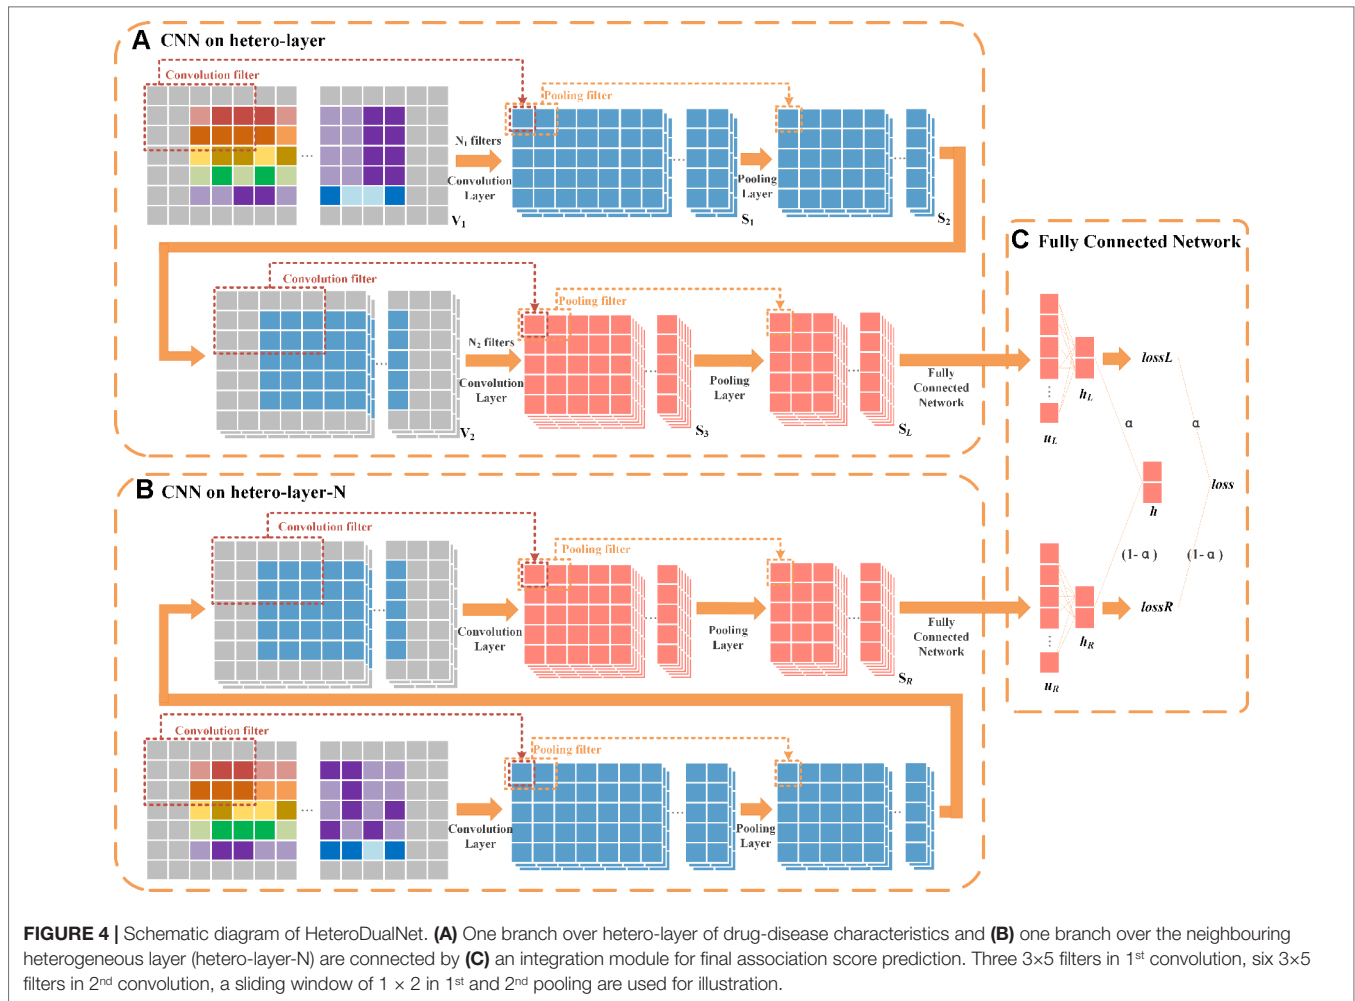 A CNN on hetero-layer
Convolution filter
Pooling filter
N1 filters
Convolution
Layer
Pooling
Layer
...
...
V1
S1
S2
Convolution filter
Pooling filter
N2 filters
Convolution
Layer
Pooling
Layer
Fully
Connected
Network
...
...
...
V2
S3
SL
B CNN on hetero-layer-N
Convolution filter
Pooling filter
Convolution
Layer
Pooling
Layer
Fully
Connected
Network
...
...
...
SR
Convolution filter
Pooling filter
Convolution
Layer
Pooling
Layer
...
...
...
C Fully Connected Network
lossL
hL
uL
α
α
h
loss
(1-α)
(1-α)
lossR
hR
uR
FIGURE 4 | Schematic diagram of HeteroDualNet. (A) One branch over hetero-layer of drug-disease characteristics and (B) one branch over the neighbouring
heterogeneous layer (hetero-layer-N) are connected by (C) an integration module for final association score prediction. Three 3×5 filters in 1st convolution, six 3×5
filters in 2nd convolution, a sliding window of 1 × 2 in 1st and 2nd pooling are used for illustration.